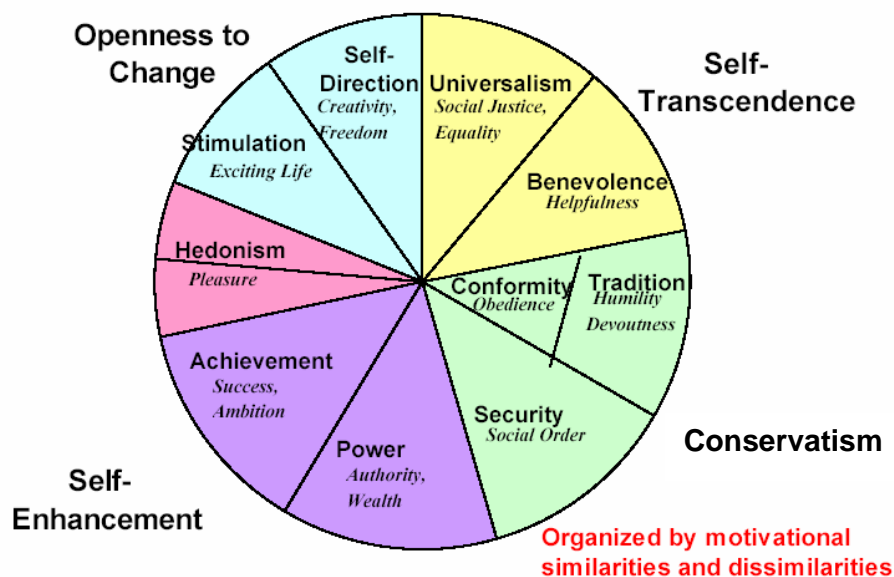 Openness to
Change
Self-
Direction
Creativity,
Freedom
Universalism
Social Justice,
Equality
Self-
Transcendence
Stimulation
Exciting Life
Benevolence
Helpfulness
Hedonism
Pleasure
Conformity
Obedience
Tradition
Humility
Devoutness
Achievement
Success,
Ambition
Security
Social Order
Conservatism
Power
Authority,
Wealth
Self-
Enhancement
Organized by motivational
similarities and dissimilarities